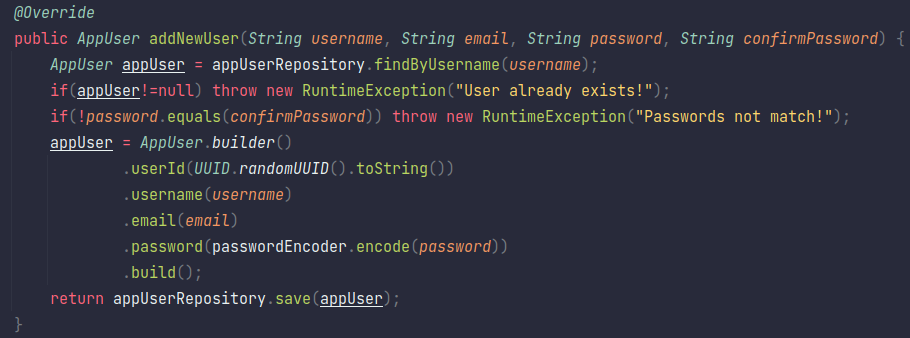 @Override
public AppUser addNewUser(String username, String email, String password, String confirmPassword) {
    AppUser appUser = appUserRepository.findByUsername(username);
    if(appUser!=null) throw new RuntimeException("User already exists!");
    if(!password.equals(confirmPassword)) throw new RuntimeException("Passwords not match!");
    appUser = AppUser.builder()
            .userId(UUID.randomUUID().toString())
            .username(username)
            .email(email)
            .password(passwordEncoder.encode(password))
            .build();
    return appUserRepository.save(appUser);
}